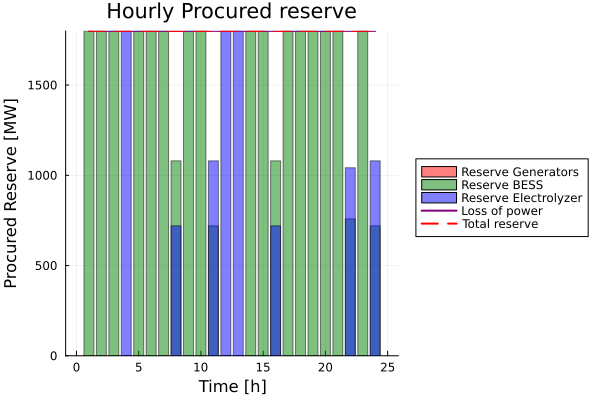 Hourly Procured reserve
Procured Reserve [MW]
1500
1000
500
0
0 5 10 15 20 25
Time [h]
Reserve Generators
Reserve BESS
Reserve Electrolyzer
Loss of power
Total reserve